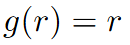 g(r) = r